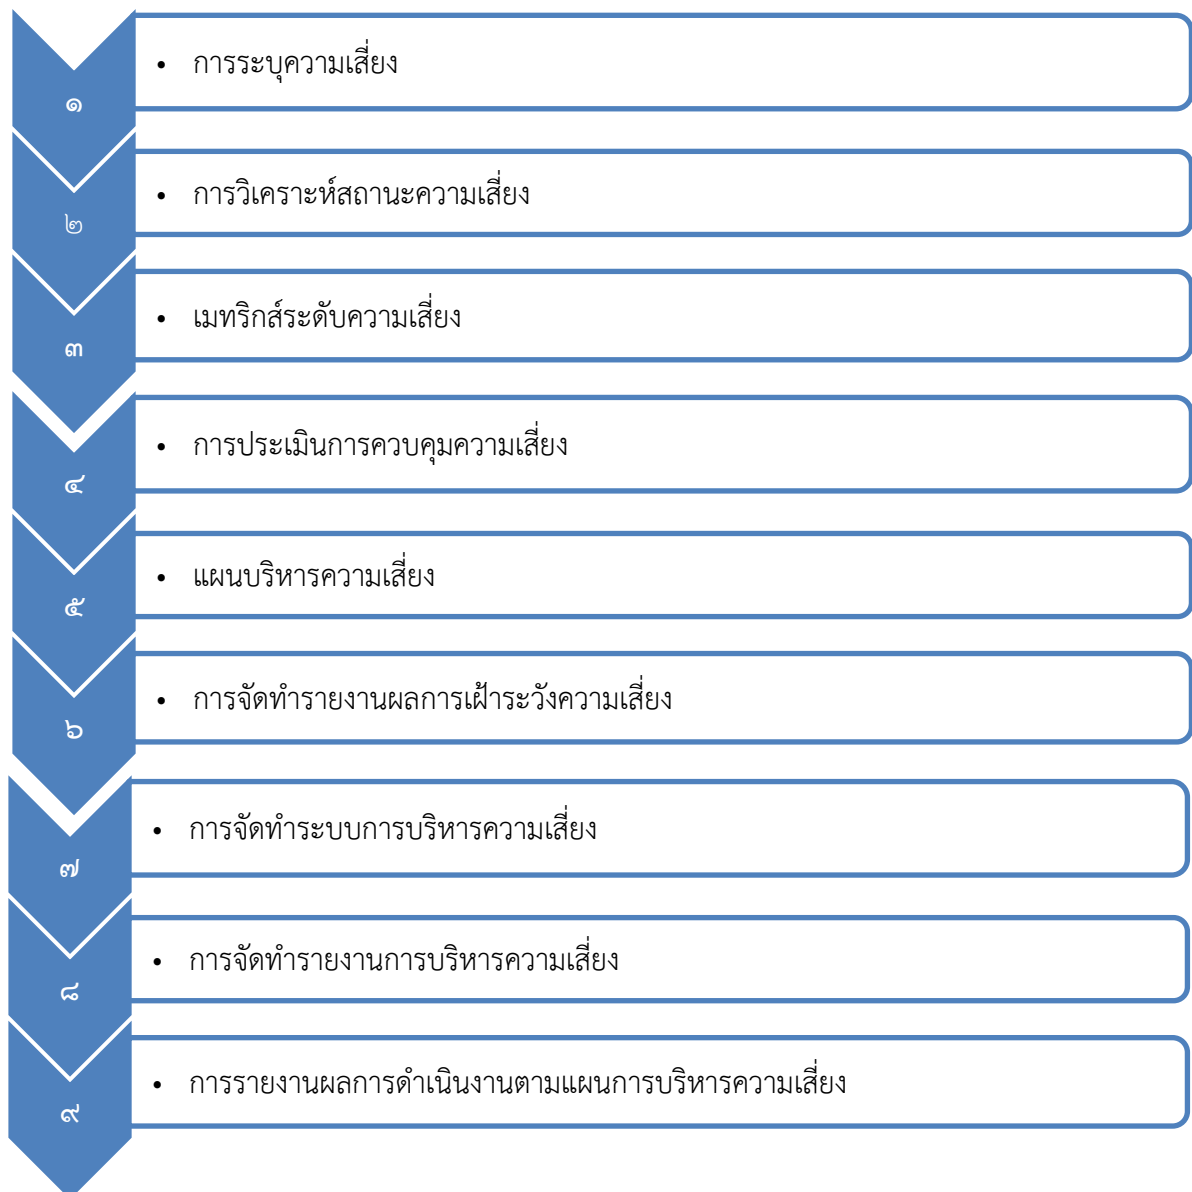 ๑
• การระบุความเสี่ยง
๒
• การวิเคราะห์สถานะความเสี่ยง
๓
• เมทริกส์ระดับความเสี่ยง
๔
• การประเมินการควบคุมความเสี่ยง
๕
• แผนบริหารความเสี่ยง
๖
• การจัดทำรายงานผลการเฝ้าระวังความเสี่ยง
๗
• การจัดทำระบบการบริหารความเสี่ยง
๘
• การจัดทำรายงานการบริหารความเสี่ยง
๙
• การรายงานผลการดำเนินงานตามแผนการบริหารความเสี่ยง